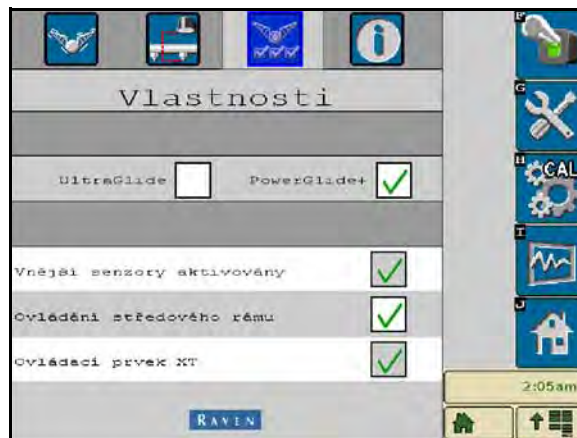 Vlastnosti
UltraGlide PowerGlide+
Vnější senzory aktivovány
Ovládání středového rámu
Ovládací prvek XT
RAVEN
F
G
H
CAL
I
J
2:05am